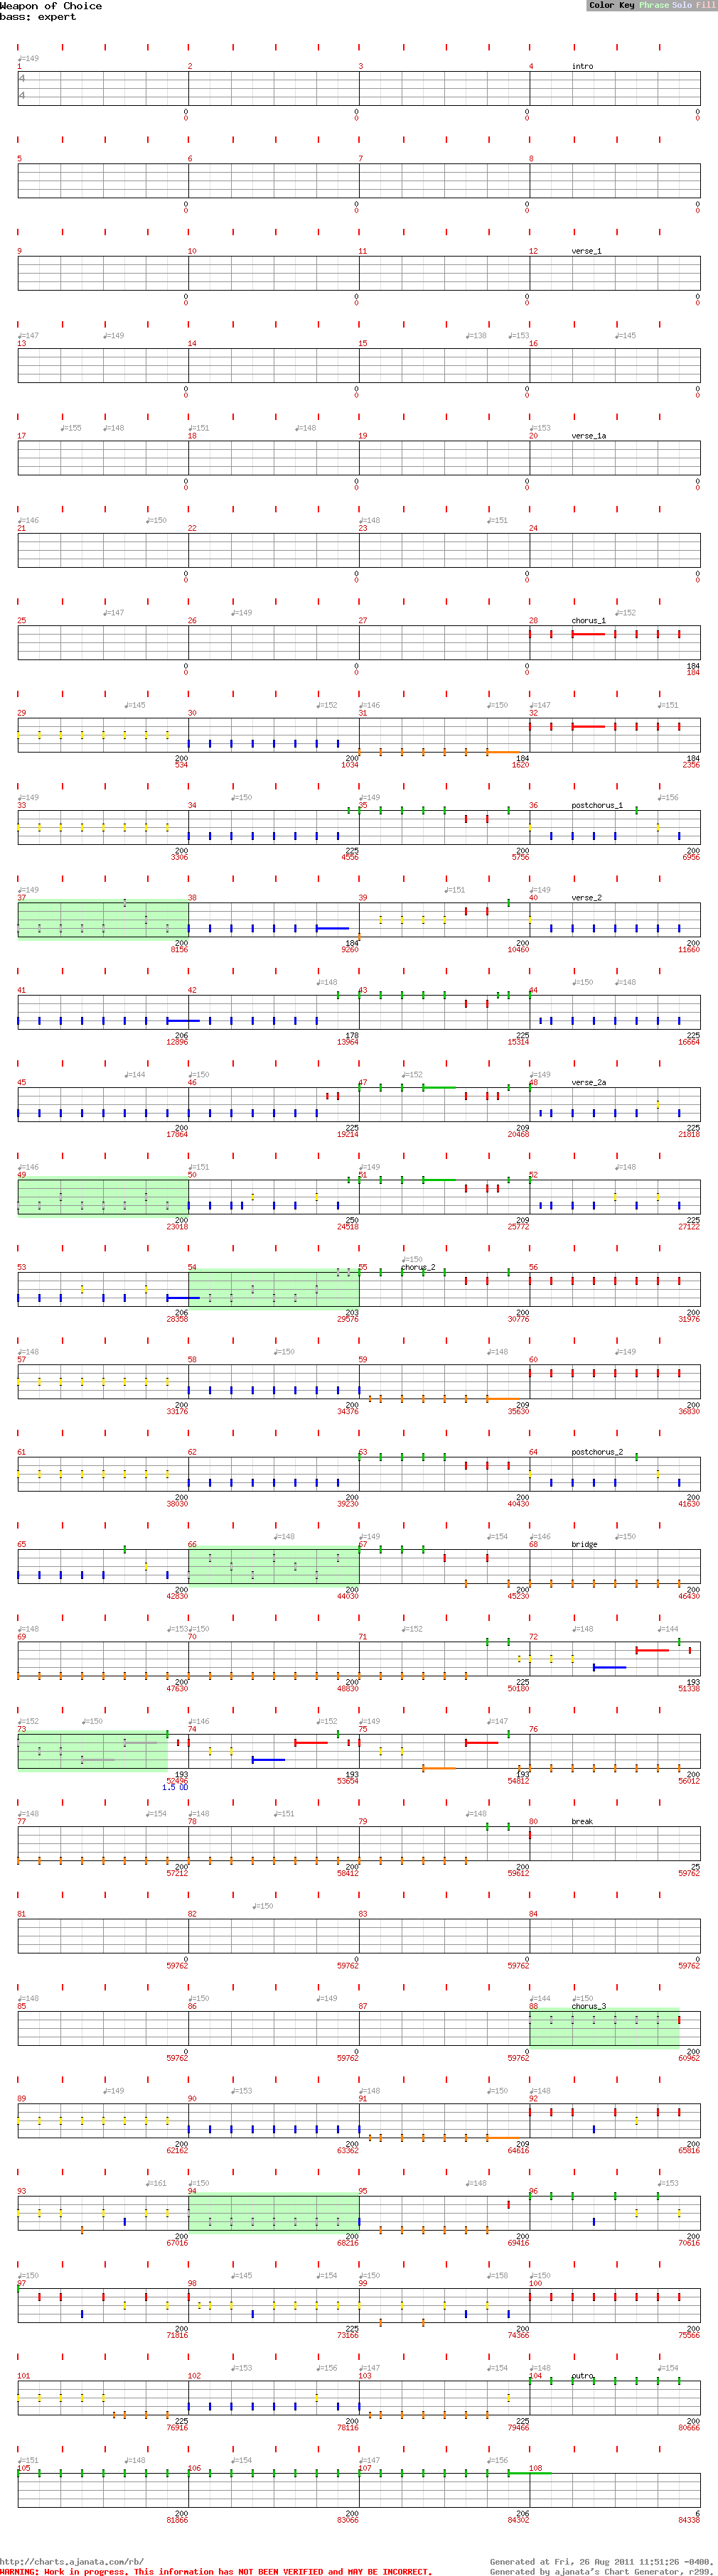 Weapon of Choice
Color Key Phrase Solo Fill
bass: expert
♩=149
1 2 3 4 intro
4
4
0 0 0 0
0 0 0 0
5 6 7 8
0 0 0 0
0 0 0 0
9 10 11 12 verse_1
0 0 0 0
0 0 0 0
♩=147 ♩=149 ♩=138 ♩=153 ♩=145
13 14 15 16
0 0 0 0
0 0 0 0
♩=155 ♩=148 ♩=151 ♩=148 ♩=153
17 18 19 20 verse_1a
0 0 0 0
0 0 0 0
♩=146 ♩=150 ♩=148 ♩=151
21 22 23 24
0 0 0 0
0 0 0 0
♩=147 ♩=149 ♩=152
25 26 27 28 chorus_1
0 0 0 184
0 0 0 184
♩=145 ♩=152 ♩=146 ♩=150 ♩=147 ♩=151
29 30 31 32
200 200 184 184
534 1034 1620 2356
♩=149 ♩=150 ♩=149 ♩=156
33 34 35 36 postchorus_1
200 225 200 200
3306 4556 5756 6956
♩=149 ♩=151 ♩=149
37 38 39 40 verse_2
200 184 200 200
8156 9260 10460 11660
♩=148 ♩=150 ♩=148
41 42 43 44
206 178 225 225
12896 13964 15314 16664
♩=144 ♩=150 ♩=152 ♩=149
45 46 47 48 verse_2a
200 225 209 225
17864 19214 20468 21818
♩=146 ♩=151 ♩=149 ♩=148
49 50 51 52
200 250 209 225
23018 24518 25772 27122
♩=150
53 54 55 chorus_2 56
206 203 200 200
28358 29576 30776 31976
♩=148 ♩=150 ♩=148 ♩=149
57 58 59 60
200 200 209 200
33176 34376 35630 36830
61 62 63 64 postchorus_2
200 200 200 200
38030 39230 40430 41630
♩=148 ♩=149 ♩=154 ♩=146 ♩=150
65 66 67 68 bridge
200 200 200 200
42830 44030 45230 46430
♩=148 ♩=153 ♩=150 ♩=152 ♩=148 ♩=144
69 70 71 72
200 200 225 193
47630 48830 50180 51338
♩=152 ♩=150 ♩=146 ♩=152 ♩=149 ♩=147
73 74 75 76
193 193 193 200
52496 53654 54812 56012
1.5 OD
♩=148 ♩=154 ♩=148 ♩=151 ♩=148
77 78 79 80 break
200 200 200 25
57212 58412 59612 59762
♩=150
81 82 83 84
0 0 0 0
59762 59762 59762 59762
♩=148 ♩=150 ♩=149 ♩=144 ♩=150
85 86 87 88 chorus_3
0 0 0 200
59762 59762 59762 60962
♩=149 ♩=153 ♩=148 ♩=150 ♩=148
89 90 91 92
200 200 209 200
62162 63362 64616 65816
♩=161 ♩=150 ♩=148 ♩=153
93 94 95 96
200 200 200 200
67016 68216 69416 70616
♩=150 ♩=145 ♩=154 ♩=150 ♩=158 ♩=150
97 98 99 100
200 225 200 200
71816 73166 74366 75566
♩=153 ♩=156 ♩=147 ♩=154 ♩=148 ♩=154
101 102 103 104 outro
225 200 225 200
76916 78116 79466 80666
♩=151 ♩=148 ♩=154 ♩=147 ♩=156
105 106 107 108
200 200 206 6
81866 83066 84302 84338
http://charts.ajanata.com/rb/
Generated at Fri, 26 Aug 2011 11:51:26 -0400.
WARNING: Work in progress. This information has NOT BEEN VERIFIED and MAY BE INCORRECT.
Generated by ajanata's Chart Generator, r299.